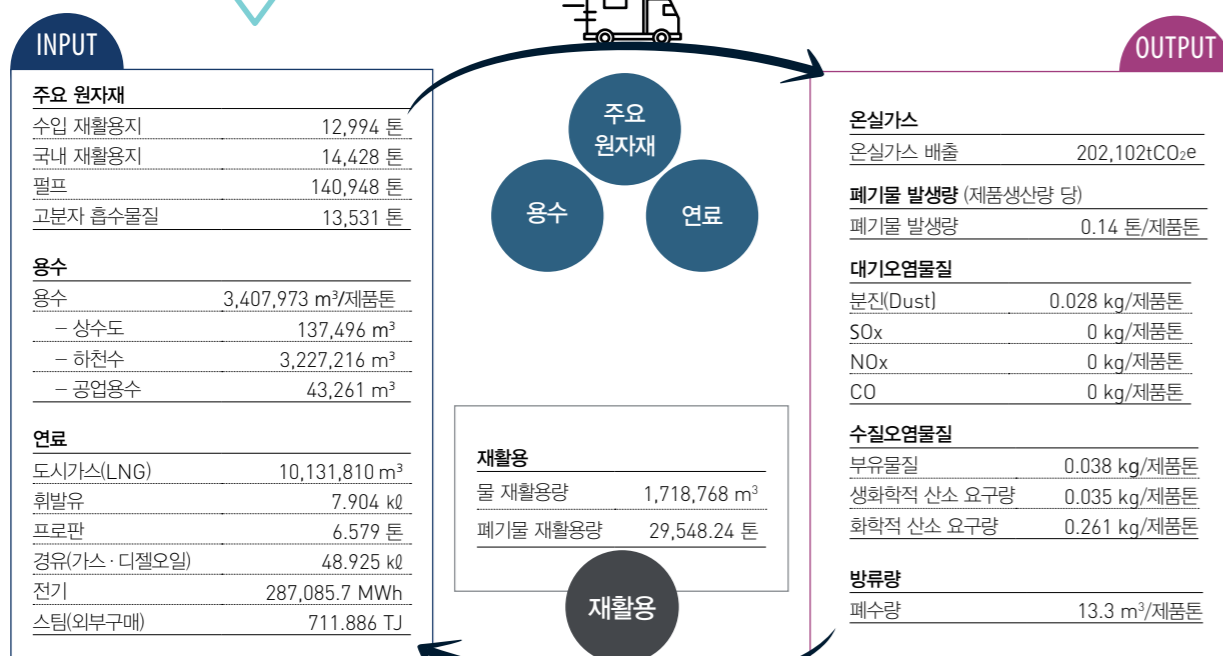 INPUT
주요 원자재
수입 재활용지 12,994 톤
국내 재활용지 14,428 톤
펄프 140,948 톤
고분자 흡수물질 13,531 톤
용수
용수 3,407,973 m³/제품톤
– 상수도 137,496 m³
– 하천수 3,227,216 m³
– 공업용수 43,261 m³
연료
도시가스(LNG) 10,131,810 m³
휘발유 7.904 ㎘
프로판 6.579 톤
경유(가스·디젤오일) 48.925 ㎘
전기 287,085.7 MWh
스팀(외부구매) 711.886 TJ
주요
원자재
용수
연료
재활용
물 재활용량 1,718,768 m³
폐기물 재활용량 29,548.24 톤
재활용
OUTPUT
온실가스
온실가스 배출 202,102tCO₂e
폐기물 발생량 (제품생산량 당)
폐기물 발생량 0.14 톤/제품톤
대기오염물질
분진(Dust) 0.028 kg/제품톤
SOx 0 kg/제품톤
NOx 0 kg/제품톤
CO 0 kg/제품톤
수질오염물질
부유물질 0.038 kg/제품톤
생화학적 산소 요구량 0.035 kg/제품톤
화학적 산소 요구량 0.261 kg/제품톤
방류량
폐수량 13.3 m³/제품톤